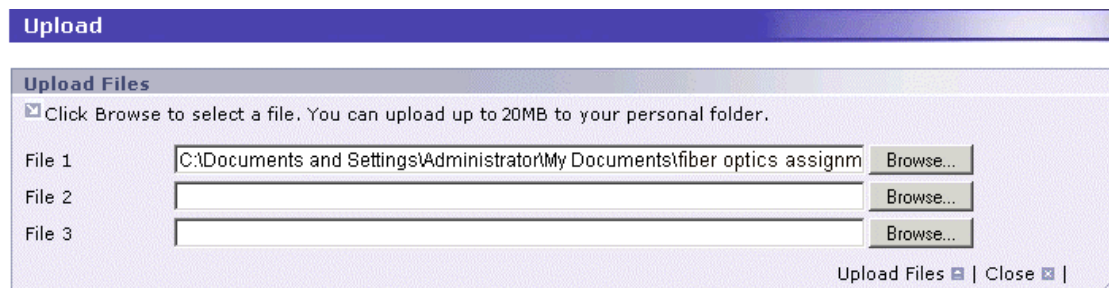 Upload
Upload Files
Click Browse to select a file. You can upload up to 20MB to your personal folder.
File 1 C:\Documents and Settings\Administrator\My Documents\fiber optics assignm Browse...
File 2 Browse...
File 3 Browse...
Upload Files | Close |